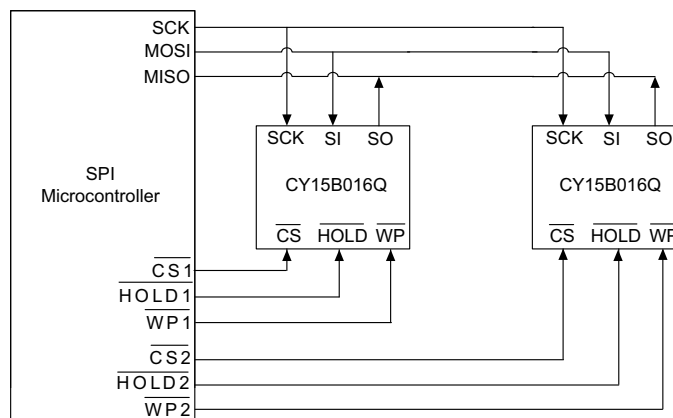 SCK
MOSI
MISO
SCK SI SO
SCK SI SO
SPI
Microcontroller
CY15B016Q
CY15B016Q
CS HOLD WP
CS HOLD WP
CS1
HOLD1
WP1
CS2
HOLD2
WP2